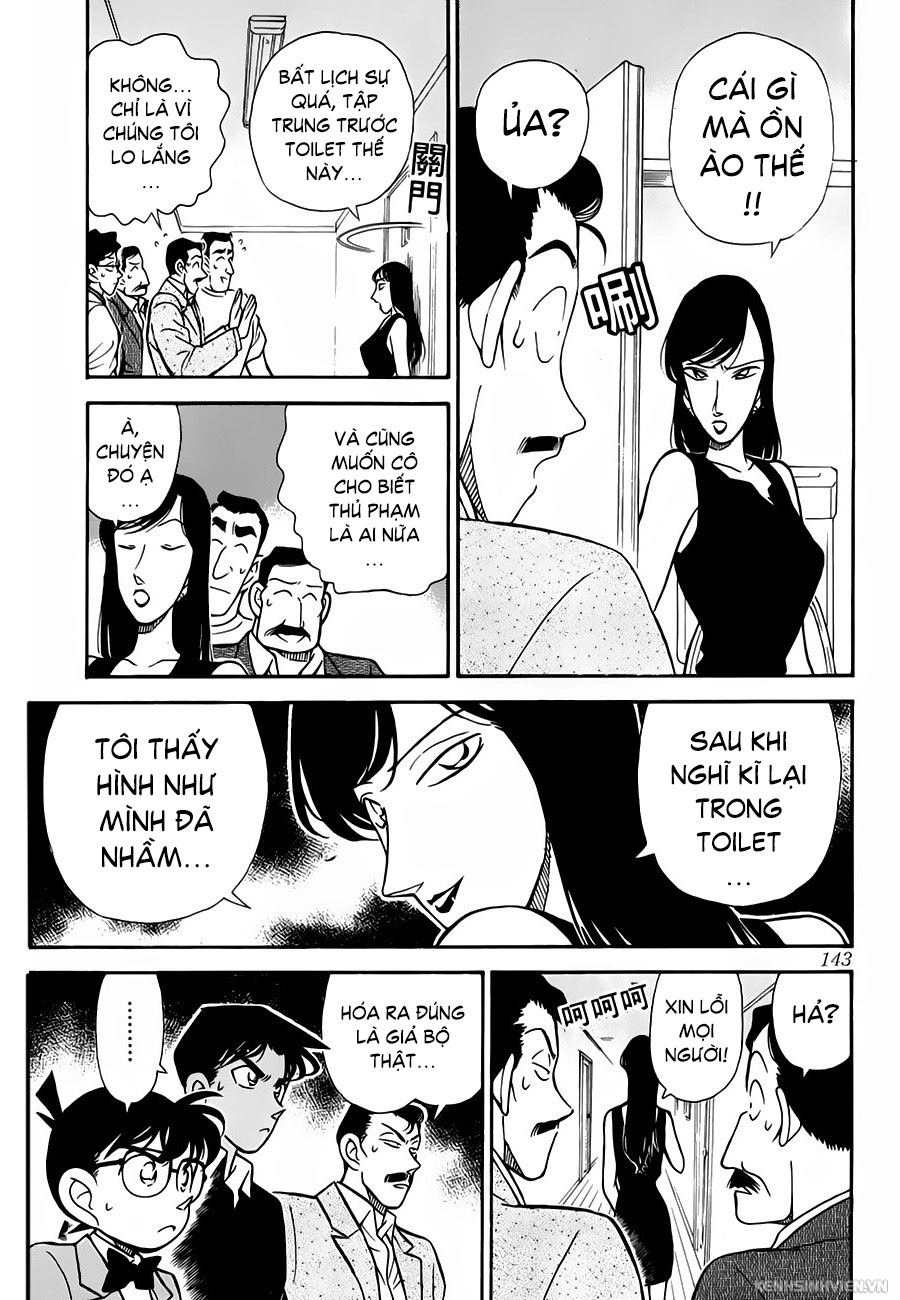 CÁI GÌ
MÀ ỒN
ÀO THẾ
!!
ỦA?
唰
BẤT LỊCH SỰ
QUÁ, TẬP
TRUNG TRƯỚC
TOILET THẾ
NÀY...
關門
KHÔNG...
CHỈ LÀ VÌ
CHÚNG TÔI
LO LẮNG
...
VÀ CŨNG
MUỐN CÔ
CHO BIẾT
THỦ PHẠM
LÀ AI NỮA
...
À,
CHUYỆN
ĐÓ Ạ
...
SAU KHI
NGHĨ KĨ LẠI
TRONG
TOILET
...
TÔI THẤY
HÌNH NHƯ
MÌNH ĐÃ
NHẦM...
143
HẢ?
XIN LỖI
MỌI
NGƯỜI!
呵呵呵
HÓA RA ĐÚNG
LÀ GIẢ BỘ
THẬT...
........
KENHSINHVIEN.VN